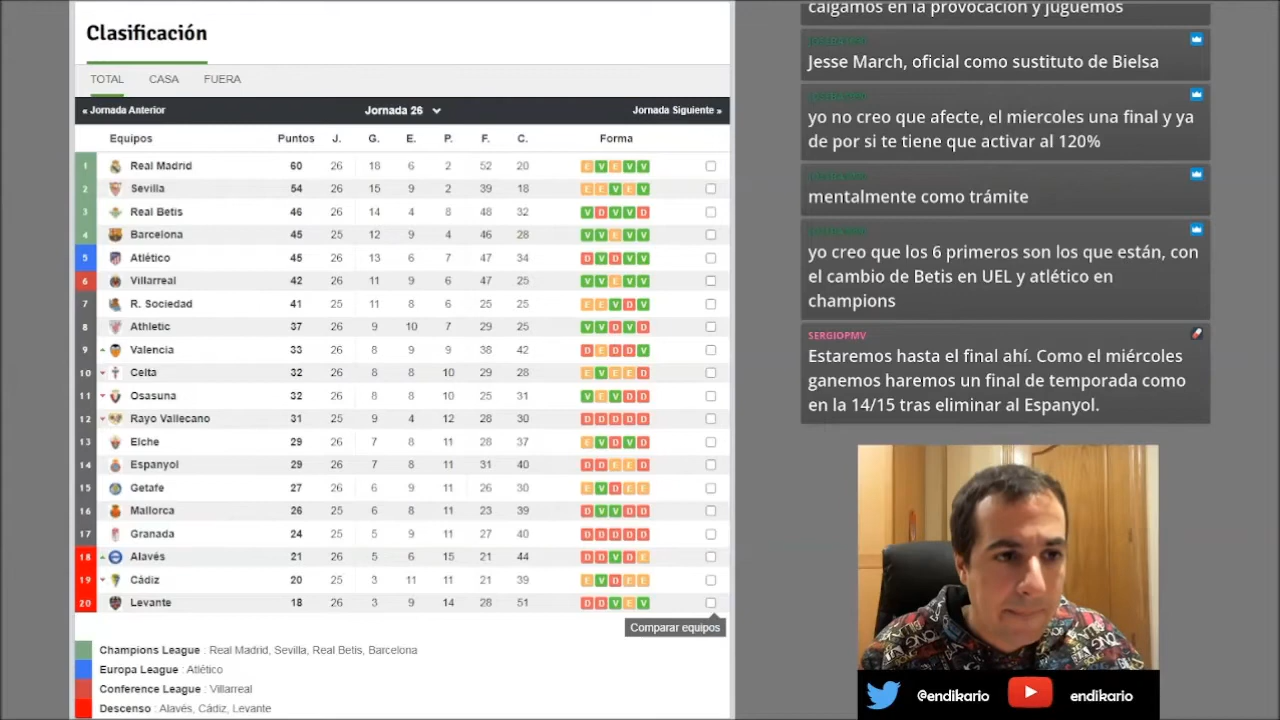 Clasificación
TOTAL CASA FUERA
« Jornada Anterior Jornada 26 Jornada Siguiente »
Equipos Puntos J. G. E. P. F. C. Forma
1 Real Madrid 60 26 18 6 2 52 20 E V E V V
2 Sevilla 54 26 15 9 2 39 18 E E V E V
3 Real Betis 46 26 14 4 8 48 32 V D V V D
4 Barcelona 45 25 12 9 4 46 28 V V E V V
5 Atlético 45 26 13 6 7 47 34 D V D V V
6 Villarreal 42 26 11 9 6 47 25 V V E V V
7 R. Sociedad 41 25 11 8 6 25 25 E E V D V
8 Athletic 37 26 9 10 7 29 25 V V D V D
9 Valencia 33 26 8 9 9 38 42 D E D D V
10 Celta 32 26 8 8 10 29 28 E V E E D
11 Osasuna 32 26 8 8 10 25 31 V E V D D
12 Rayo Vallecano 31 25 9 4 12 28 30 D D D D D
13 Elche 29 26 7 8 11 28 37 E V D V D
14 Espanyol 29 26 7 8 11 31 40 D D E E D
15 Getafe 27 26 6 9 11 26 30 E V D E E
16 Mallorca 26 25 6 8 11 23 39 D V V D D
17 Granada 24 25 5 9 11 27 40 D D D D D
18 Alavés 21 26 5 6 15 21 44 D D V D E
19 Cádiz 20 25 3 11 11 21 39 E V D E E
20 Levante 18 26 3 9 14 28 51 D D V E V
Comparar equipos
Champions League : Real Madrid, Sevilla, Real Betis, Barcelona
Europa League : Atlético
Conference League : Villarreal
Descenso : Alavés, Cádiz, Levante
caigamos en la provocación y juguemos
Jesse March, oficial como sustituto de Bielsa
yo no creo que afecte, el miercoles una final y ya
de por si te tiene que activar al 120%
mentalmente como trámite
yo creo que los 6 primeros son los que están, con
el cambio de Betis en UEL y atlético en
champions
SERGIOPMV
Estaremos hasta el final ahí. Como el miércoles
ganemos haremos un final de temporada como
en la 14/15 tras eliminar al Espanyol.
@endikario endikario